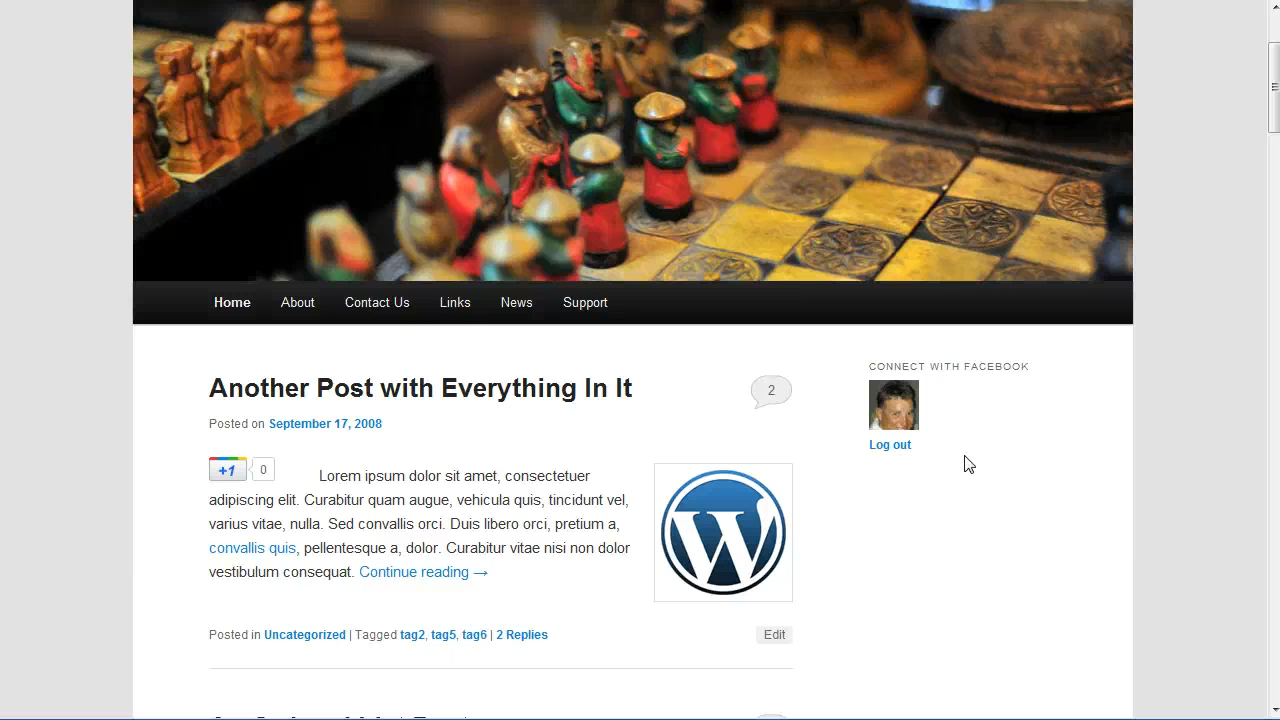 Home About Contact Us Links News Support
Another Post with Everything In It
2
Posted on September 17, 2008
+1 0
Lorem ipsum dolor sit amet, consectetuer
adipiscing elit. Curabitur quam augue, vehicula quis, tincidunt vel,
varius vitae, nulla. Sed convallis orci. Duis libero orci, pretium a,
convallis quis, pellentesque a, dolor. Curabitur vitae nisi non dolor
vestibulum consequat. Continue reading →
W
Posted in Uncategorized | Tagged tag2, tag5, tag6 | 2 Replies
Edit
CONNECT WITH FACEBOOK
Log out